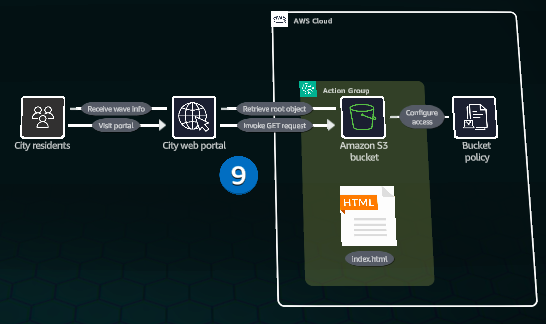 aws
AWS Cloud
Action Group
Receive wave info
Visit portal
Retrieve root object
Invoke GET request
Configure
access
City residents
City web portal
Amazon S3
bucket
Bucket
policy
9
HTML
index.html